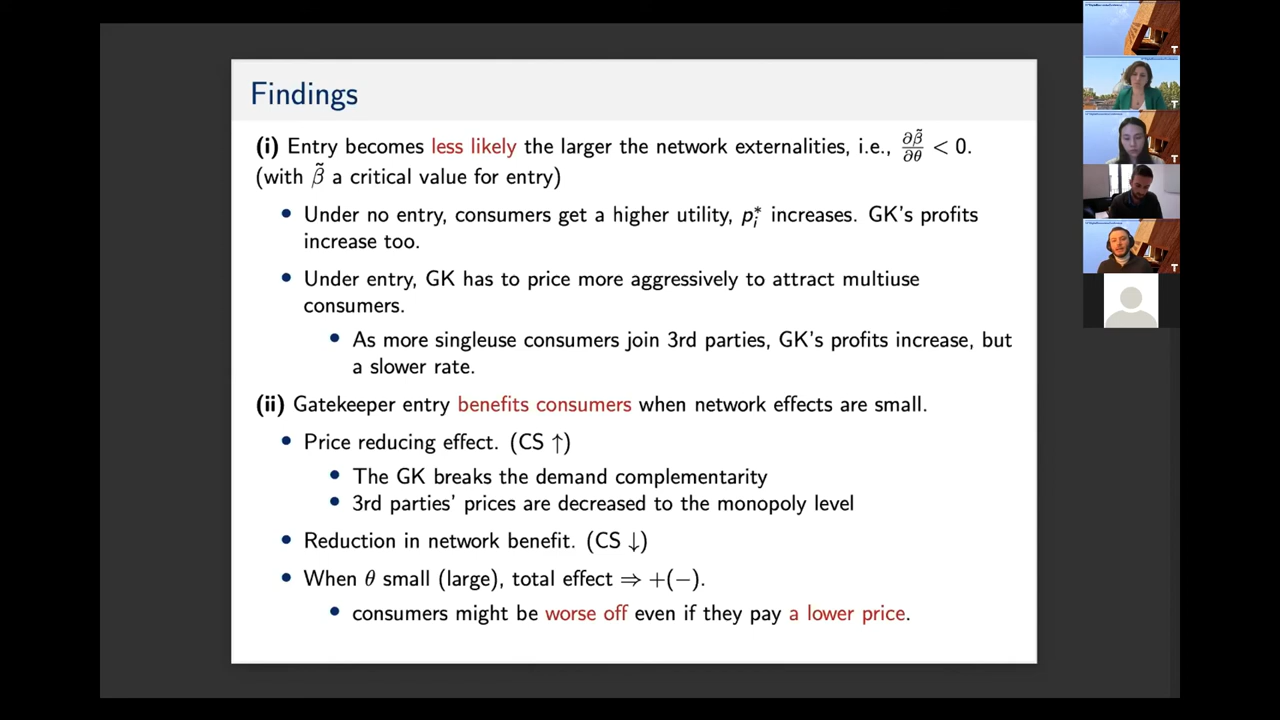 Findings
(i) Entry becomes less likely the larger the network externalities, i.e., ∂β̃/∂θ < 0.
(with β̃ a critical value for entry)
• Under no entry, consumers get a higher utility, pᵢ* increases. GK's profits
increase too.
• Under entry, GK has to price more aggressively to attract multiuse
consumers.
• As more singleuse consumers join 3rd parties, GK's profits increase, but
a slower rate.
(ii) Gatekeeper entry benefits consumers when network effects are small.
• Price reducing effect. (CS ↑)
• The GK breaks the demand complementarity
• 3rd parties' prices are decreased to the monopoly level
• Reduction in network benefit. (CS ↓)
• When θ small (large), total effect ⇒ +(−).
• consumers might be worse off even if they pay a lower price.